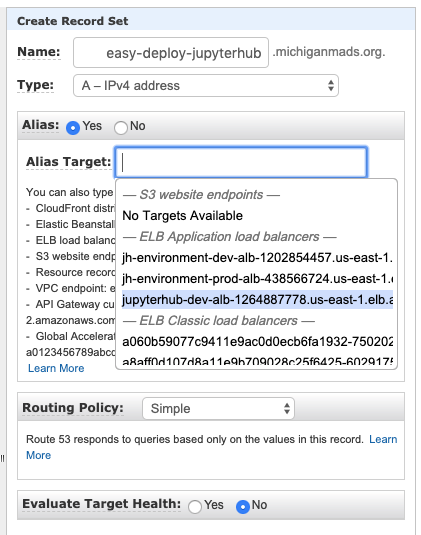 Create Record Set
Name: easy-deploy-jupyterhub .michiganmads.org.
Type: A – IPv4 address
Alias: Yes No
Alias Target:
— S3 website endpoints —
No Targets Available
— ELB Application load balancers —
jh-environment-dev-alb-1202854457.us-east-1.
jh-environment-prod-alb-438566724.us-east-1.
jupyterhub-dev-alb-1264887778.us-east-1.elb.a
— ELB Classic load balancers —
a060b59077c9411e9ac0d0ecb6fa1932-750202
a8aff0d107d8a11e9b709028c25f6425-6029175
You can also type
- CloudFront distr
- Elastic Beanstal
- ELB load balanc
- S3 website endp
- Resource record
- VPC endpoint: e
- API Gateway cu
2.amazonaws.com
- Global Accelera
a0123456789abcd
Learn More
Routing Policy: Simple
Route 53 responds to queries based only on the values in this record. Learn
More
Evaluate Target Health: Yes No